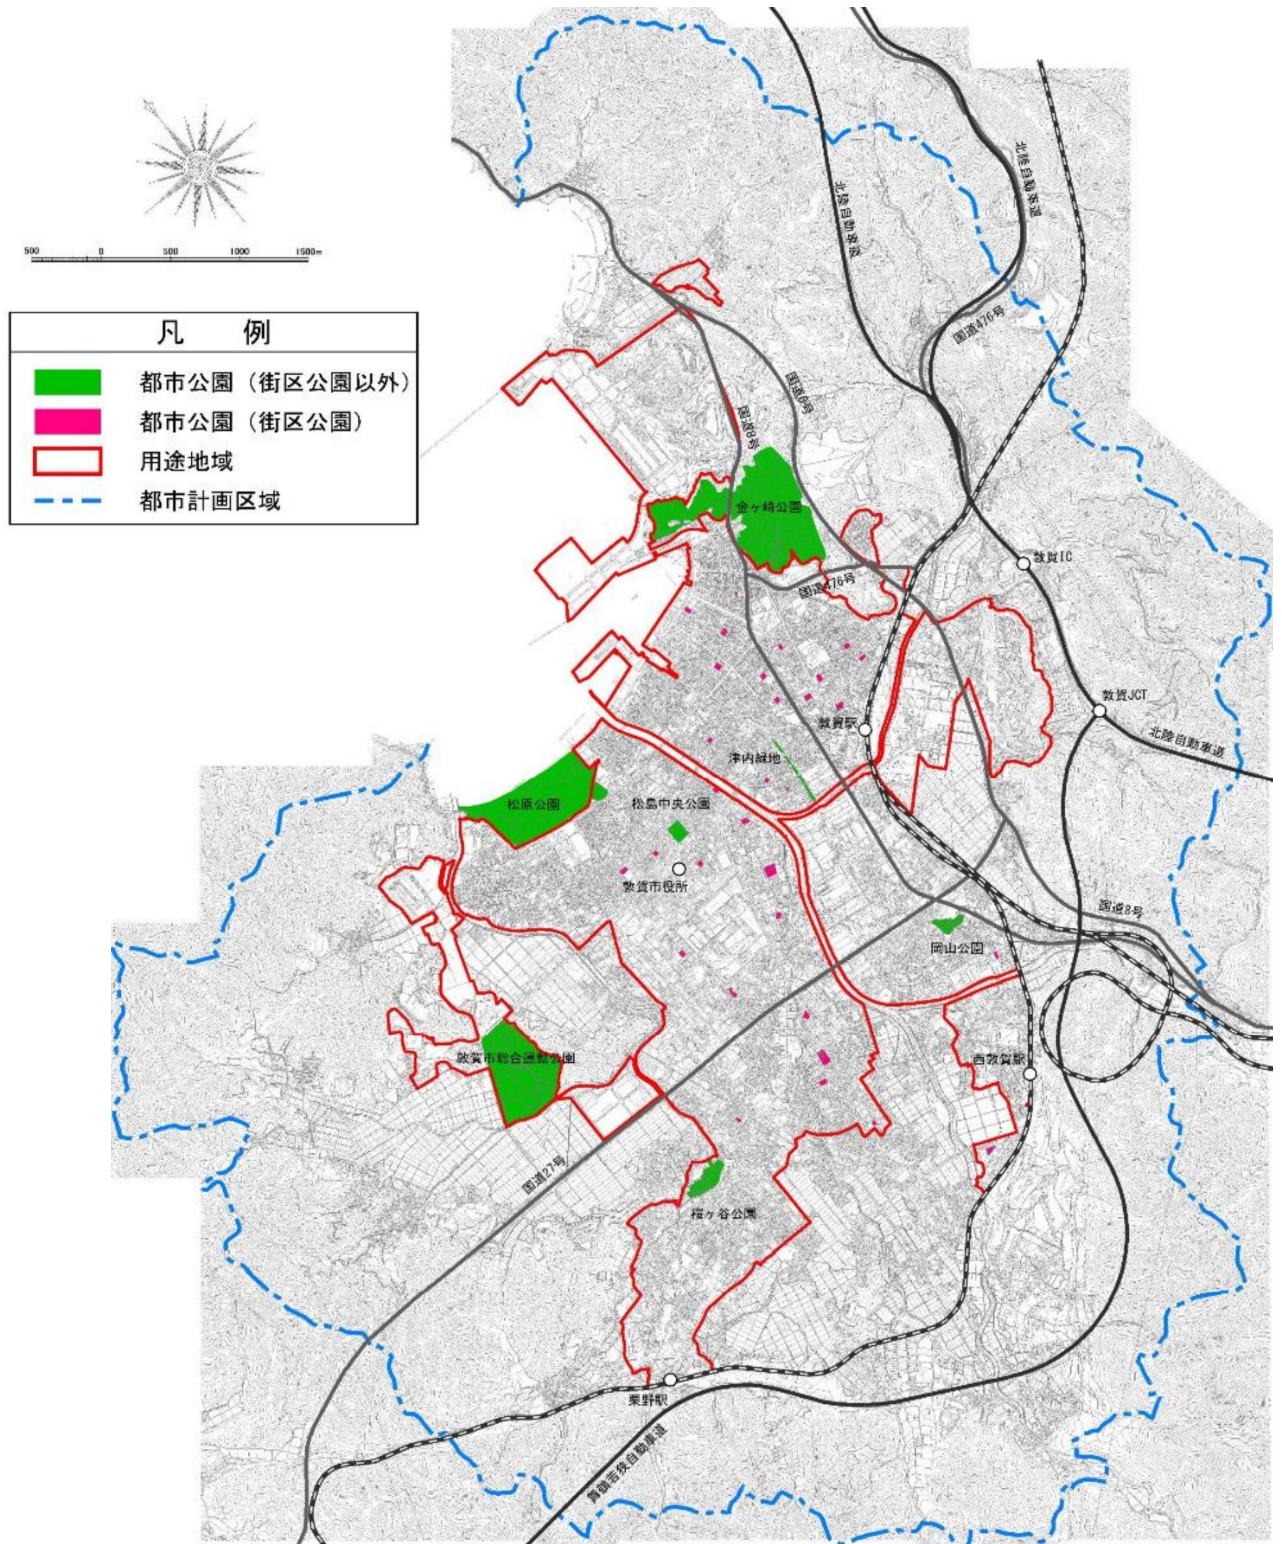 北陸自動車道
北陸自動車道
500 0 500 1000 1500m
国道476号
凡 例
都市公園（街区公園以外）
都市公園（街区公園）
用途地域
都市計画区域
国道8号
国道8号
金ヶ崎公園
敦賀IC
国道476号
敦賀JCT
敦賀駅
北陸自動車道
津内緑地
松原公園
松島中央公園
敦賀市役所
国道8号
岡山公園
敦賀市総合運動公園
西敦賀駅
国道27号
桜ヶ谷公園
粟野駅
舞鶴若狭自動車道